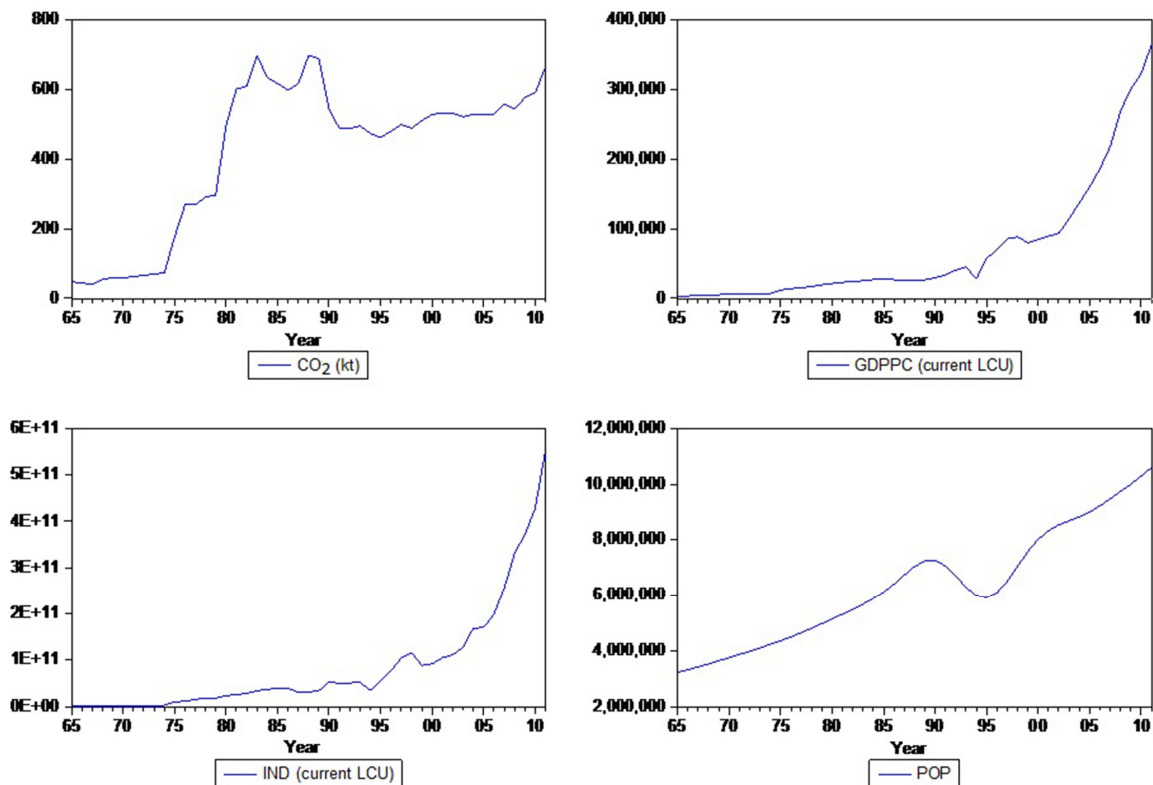 800
600
400
200
0
65 70 75 80 85 90 95 00 05 10
Year
CO2 (kt)
400,000
300,000
200,000
100,000
0
65 70 75 80 85 90 95 00 05 10
Year
GDPPC (current LCU)
6E+11
5E+11
4E+11
3E+11
2E+11
1E+11
0E+00
65 70 75 80 85 90 95 00 05 10
Year
IND (current LCU)
12,000,000
10,000,000
8,000,000
6,000,000
4,000,000
2,000,000
65 70 75 80 85 90 95 00 05 10
Year
POP